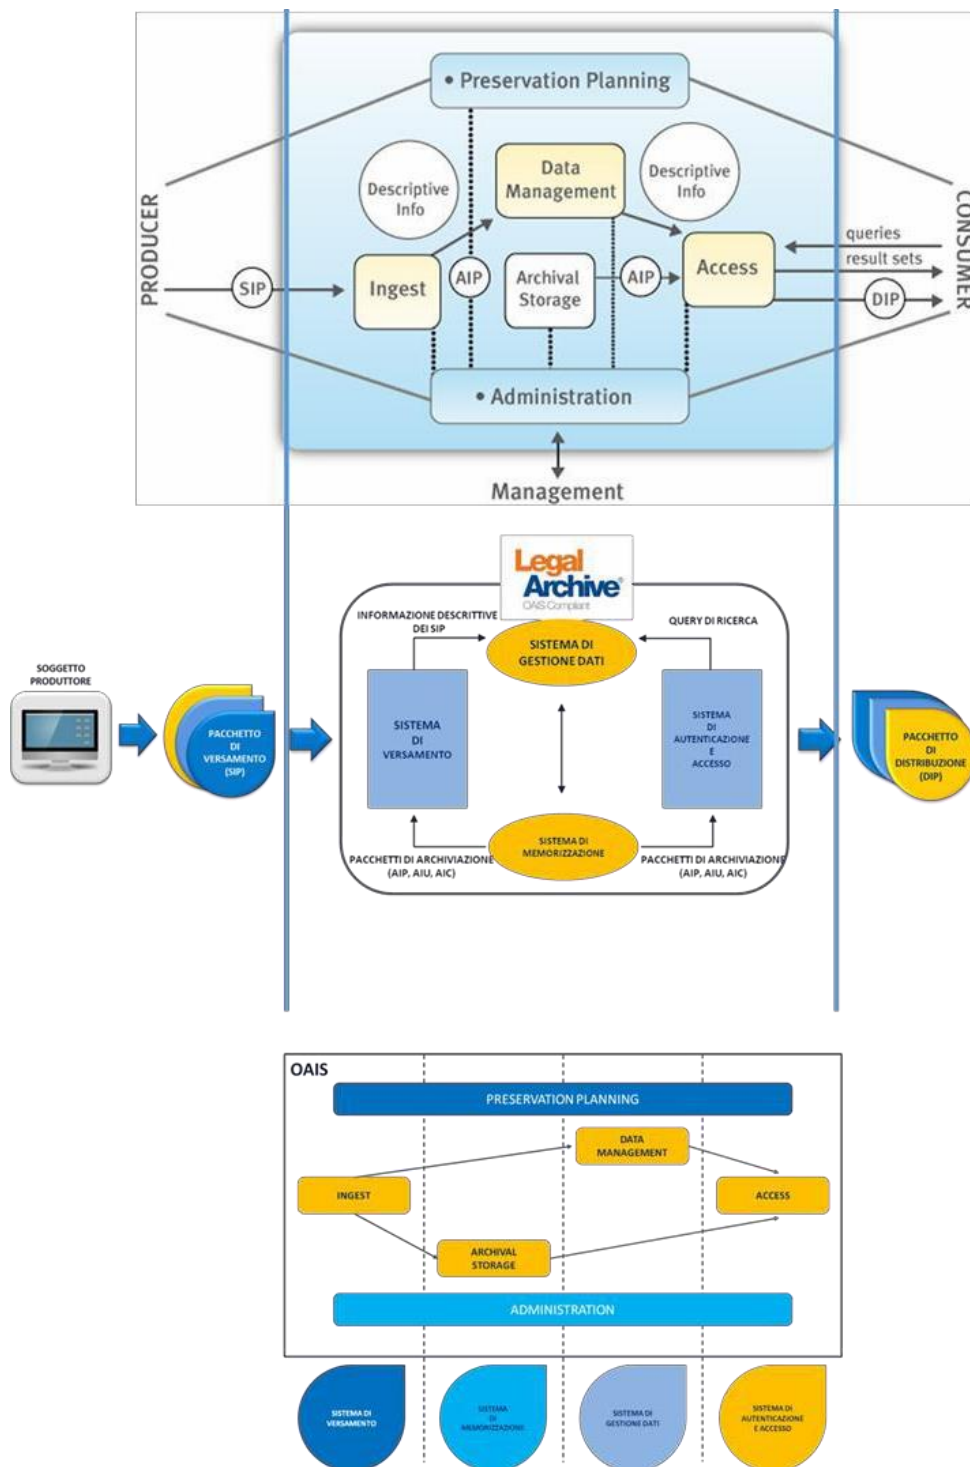 • Preservation Planning
Descriptive
Info
Data
Management
Descriptive
Info
PRODUCER
CONSUMER
SIP
Ingest
AIP
Archival
Storage
AIP
Access
queries
result sets
DIP
• Administration
Management
Legal
Archive®
OAIS Compliant
INFORMAZIONE DESCRITTIVE
DEI SIP
QUERY DI RICERCA
SISTEMA DI
GESTIONE DATI
SOGGETTO
PRODUTTORE
PACCHETTO
DI
VERSAMENTO
(SIP)
SISTEMA
DI
VERSAMENTO
SISTEMA
DI
AUTENTICAZIONE
E
ACCESSO
PACCHETTO
DI
DISTRIBUZIONE
(DIP)
SISTEMA DI
MEMORIZZAZIONE
PACCHETTI DI ARCHIVIAZIONE
(AIP, AIU, AIC)
PACCHETTI DI ARCHIVIAZIONE
(AIP, AIU, AIC)
OAIS
PRESERVATION PLANNING
DATA
MANAGEMENT
INGEST
ACCESS
ARCHIVAL
STORAGE
ADMINISTRATION
SISTEMA DI
VERSAMENTO
SISTEMA
DI
MEMORIZZAZIONE
SISTEMA
DI
GESTIONE DATI
SISTEMA DI
AUTENTICAZIONE
E ACCESSO